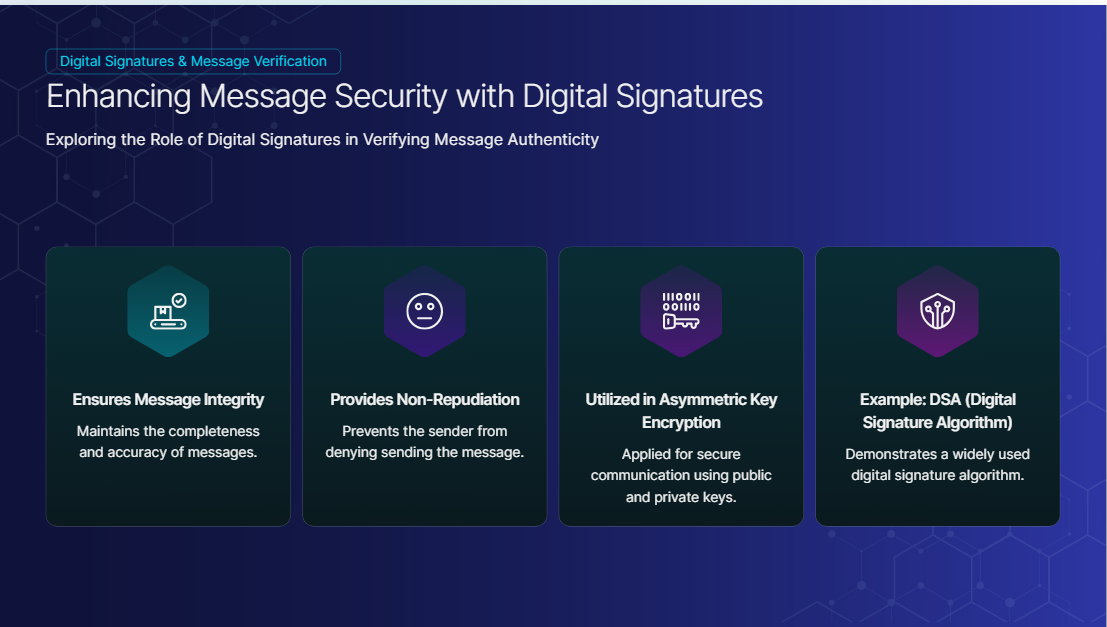 Digital Signatures & Message Verification
Enhancing Message Security with Digital Signatures
Exploring the Role of Digital Signatures in Verifying Message Authenticity
Ensures Message Integrity
Maintains the completeness
and accuracy of messages.
Provides Non-Repudiation
Prevents the sender from
denying sending the message.
110011
00110
Utilized in Asymmetric Key
Encryption
Applied for secure
communication using public
and private keys.
Example: DSA (Digital
Signature Algorithm)
Demonstrates a widely used
digital signature algorithm.